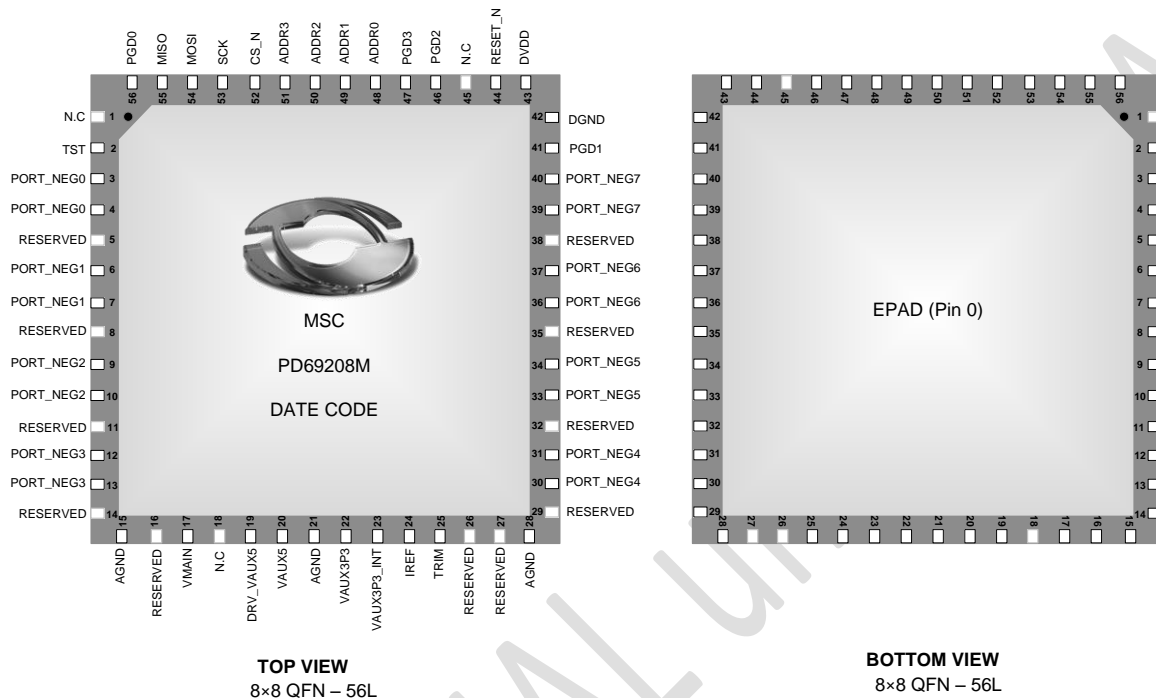 PGD0 MISO MOSI SCK CS_N ADDR3 ADDR2 ADDR1 ADDR0 PGD3 PGD2 N.C RESET_N DVDD
56 55 54 53 52 51 50 49 48 47 46 45 44 43
N.C 1 42 DGND
TST 2 41 PGD1
PORT_NEG0 3 40 PORT_NEG7
PORT_NEG0 4 39 PORT_NEG7
RESERVED 5 38 RESERVED
PORT_NEG1 6 37 PORT_NEG6
PORT_NEG1 7 36 PORT_NEG6
RESERVED 8 35 RESERVED
PORT_NEG2 9 34 PORT_NEG5
PORT_NEG2 10 33 PORT_NEG5
RESERVED 11 32 RESERVED
PORT_NEG3 12 31 PORT_NEG4
PORT_NEG3 13 30 PORT_NEG4
RESERVED 14 29 RESERVED
MSC
PD69208M
DATE CODE
15 16 17 18 19 20 21 22 23 24 25 26 27 28
AGND RESERVED VMAIN N.C DRV_VAUX5 VAUX5 AGND VAUX3P3 VAUX3P3_INT IREF TRIM RESERVED RESERVED AGND
TOP VIEW
8×8 QFN – 56L
43 44 45 46 47 48 49 50 51 52 53 54 55 56
42 1
41 2
40 3
39 4
38 5
37 6
36 7
35 8
34 9
33 10
32 11
31 12
30 13
29 14
EPAD (Pin 0)
28 27 26 25 24 23 22 21 20 19 18 17 16 15
BOTTOM VIEW
8×8 QFN – 56L